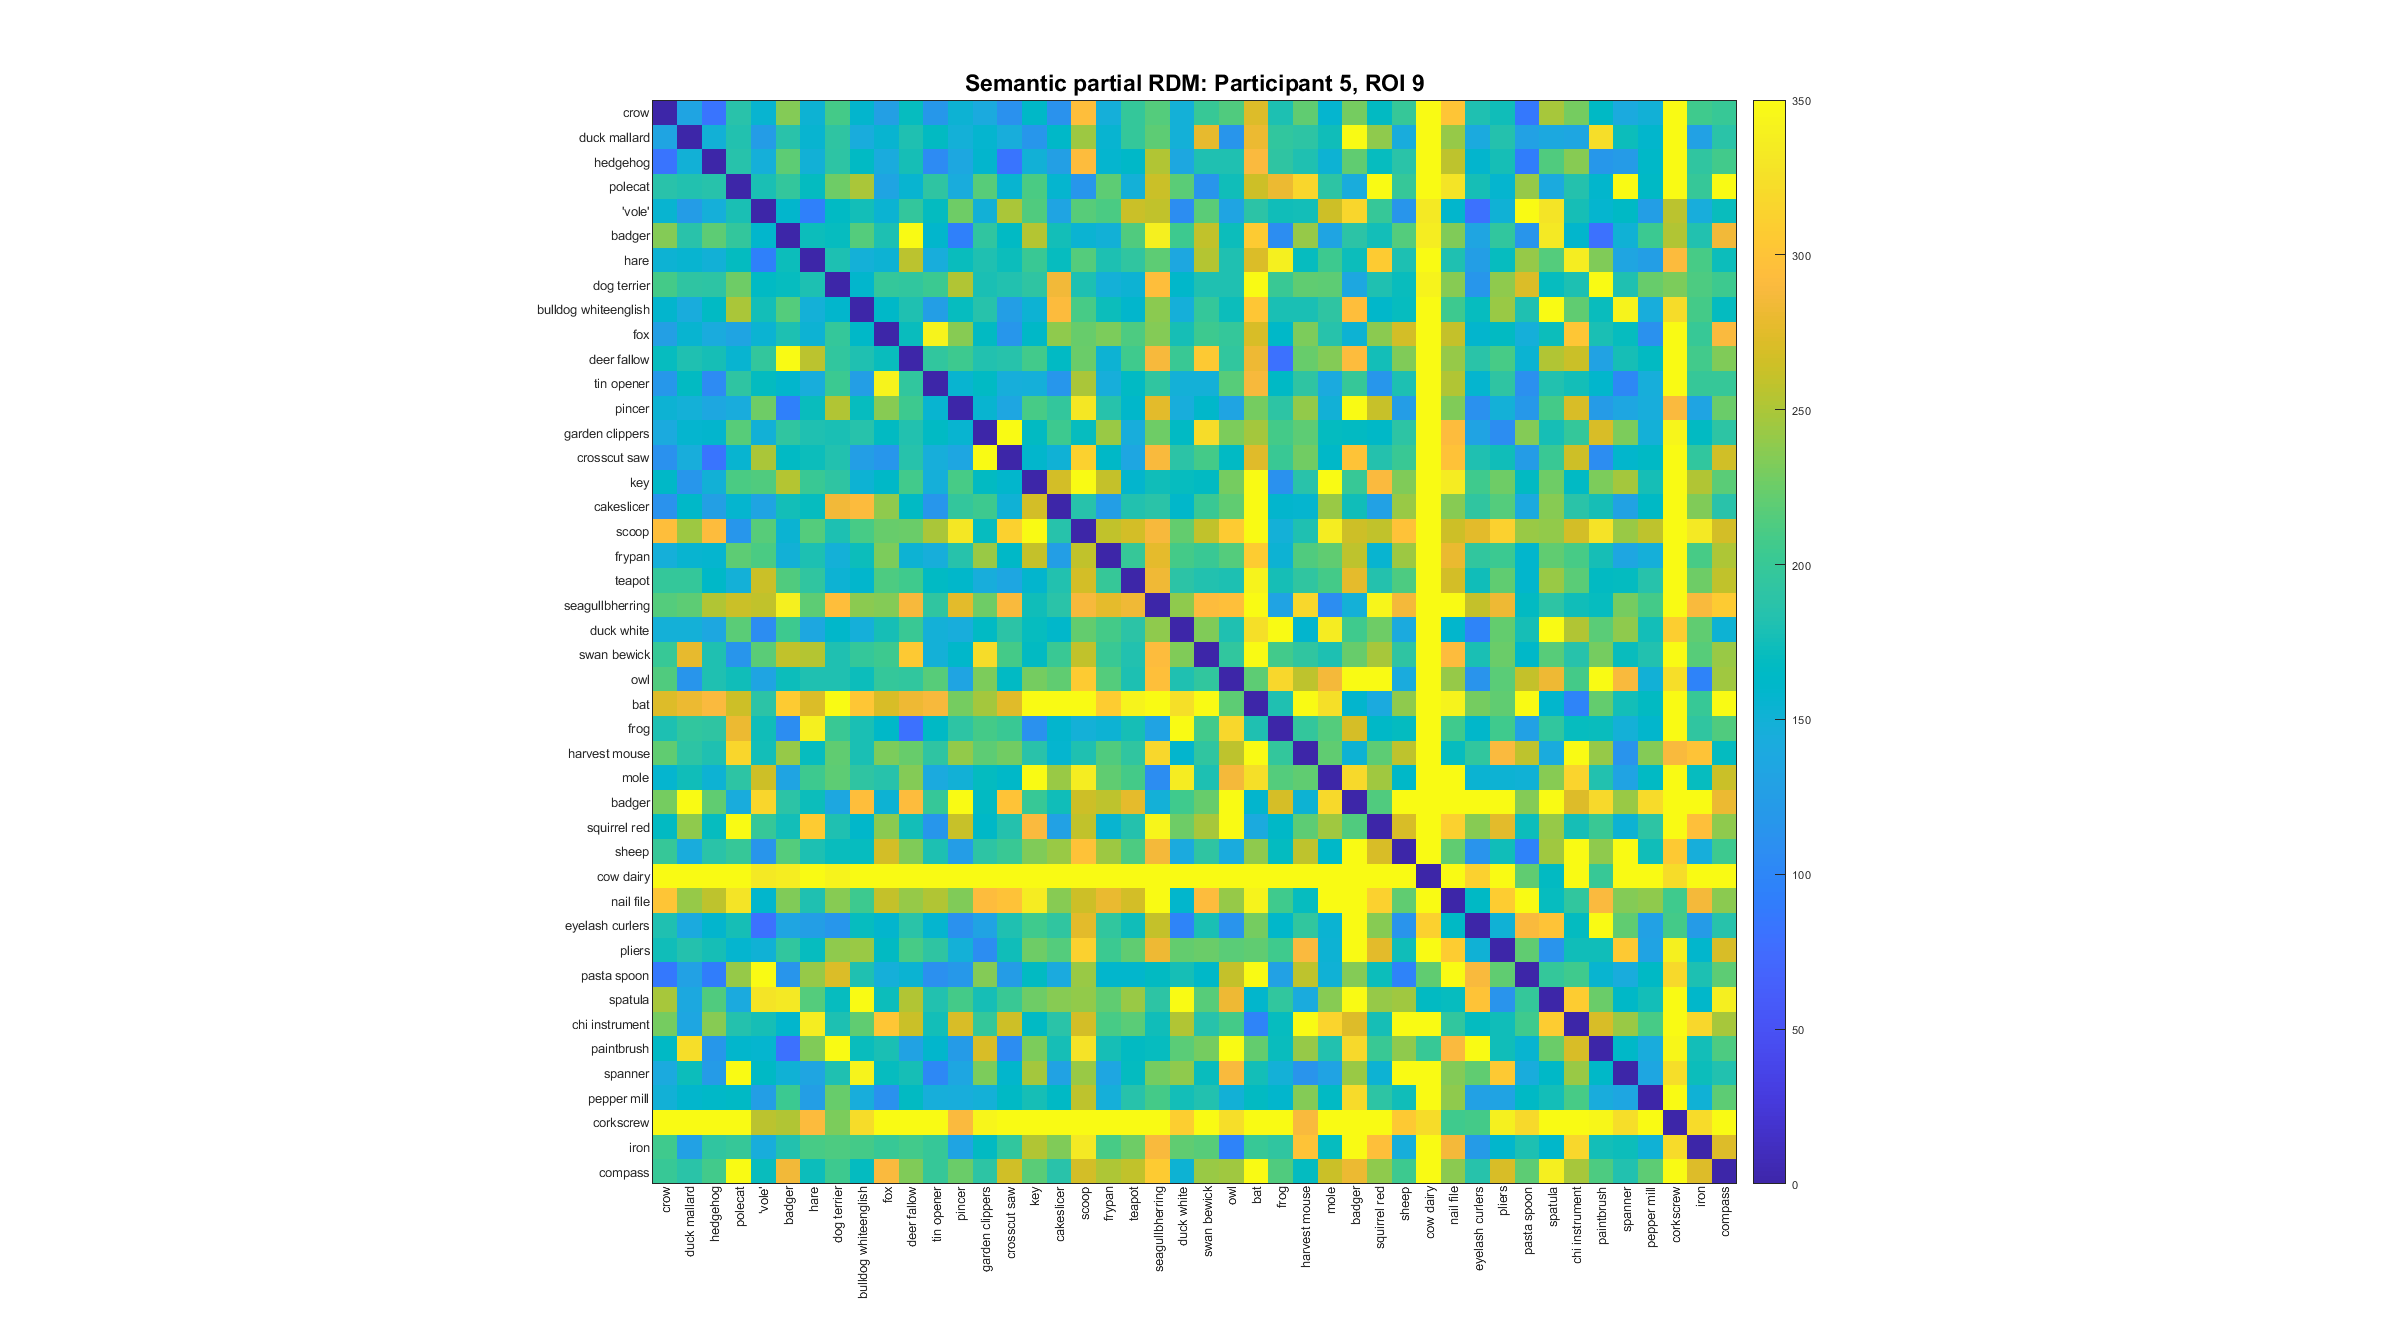 Semantic partial RDM: Participant 5, ROI 9
crow
duck mallard
hedgehog
polecat
'vole'
badger
hare
dog terrier
bulldog whiteenglish
fox
deer fallow
tin opener
pincer
garden clippers
crosscut saw
key
cakeslicer
scoop
frypan
teapot
seagullbherring
duck white
swan bewick
owl
bat
frog
harvest mouse
mole
badger
squirrel red
sheep
cow dairy
nail file
eyelash curlers
pliers
pasta spoon
spatula
chi instrument
paintbrush
spanner
pepper mill
corkscrew
iron
compass
crow
duck mallard
hedgehog
polecat
'vole'
badger
hare
dog terrier
bulldog whiteenglish
fox
deer fallow
tin opener
pincer
garden clippers
crosscut saw
key
cakeslicer
scoop
frypan
teapot
seagullbherring
duck white
swan bewick
owl
bat
frog
harvest mouse
mole
badger
squirrel red
sheep
cow dairy
nail file
eyelash curlers
pliers
pasta spoon
spatula
chi instrument
paintbrush
spanner
pepper mill
corkscrew
iron
compass
350
300
250
200
150
100
50
0